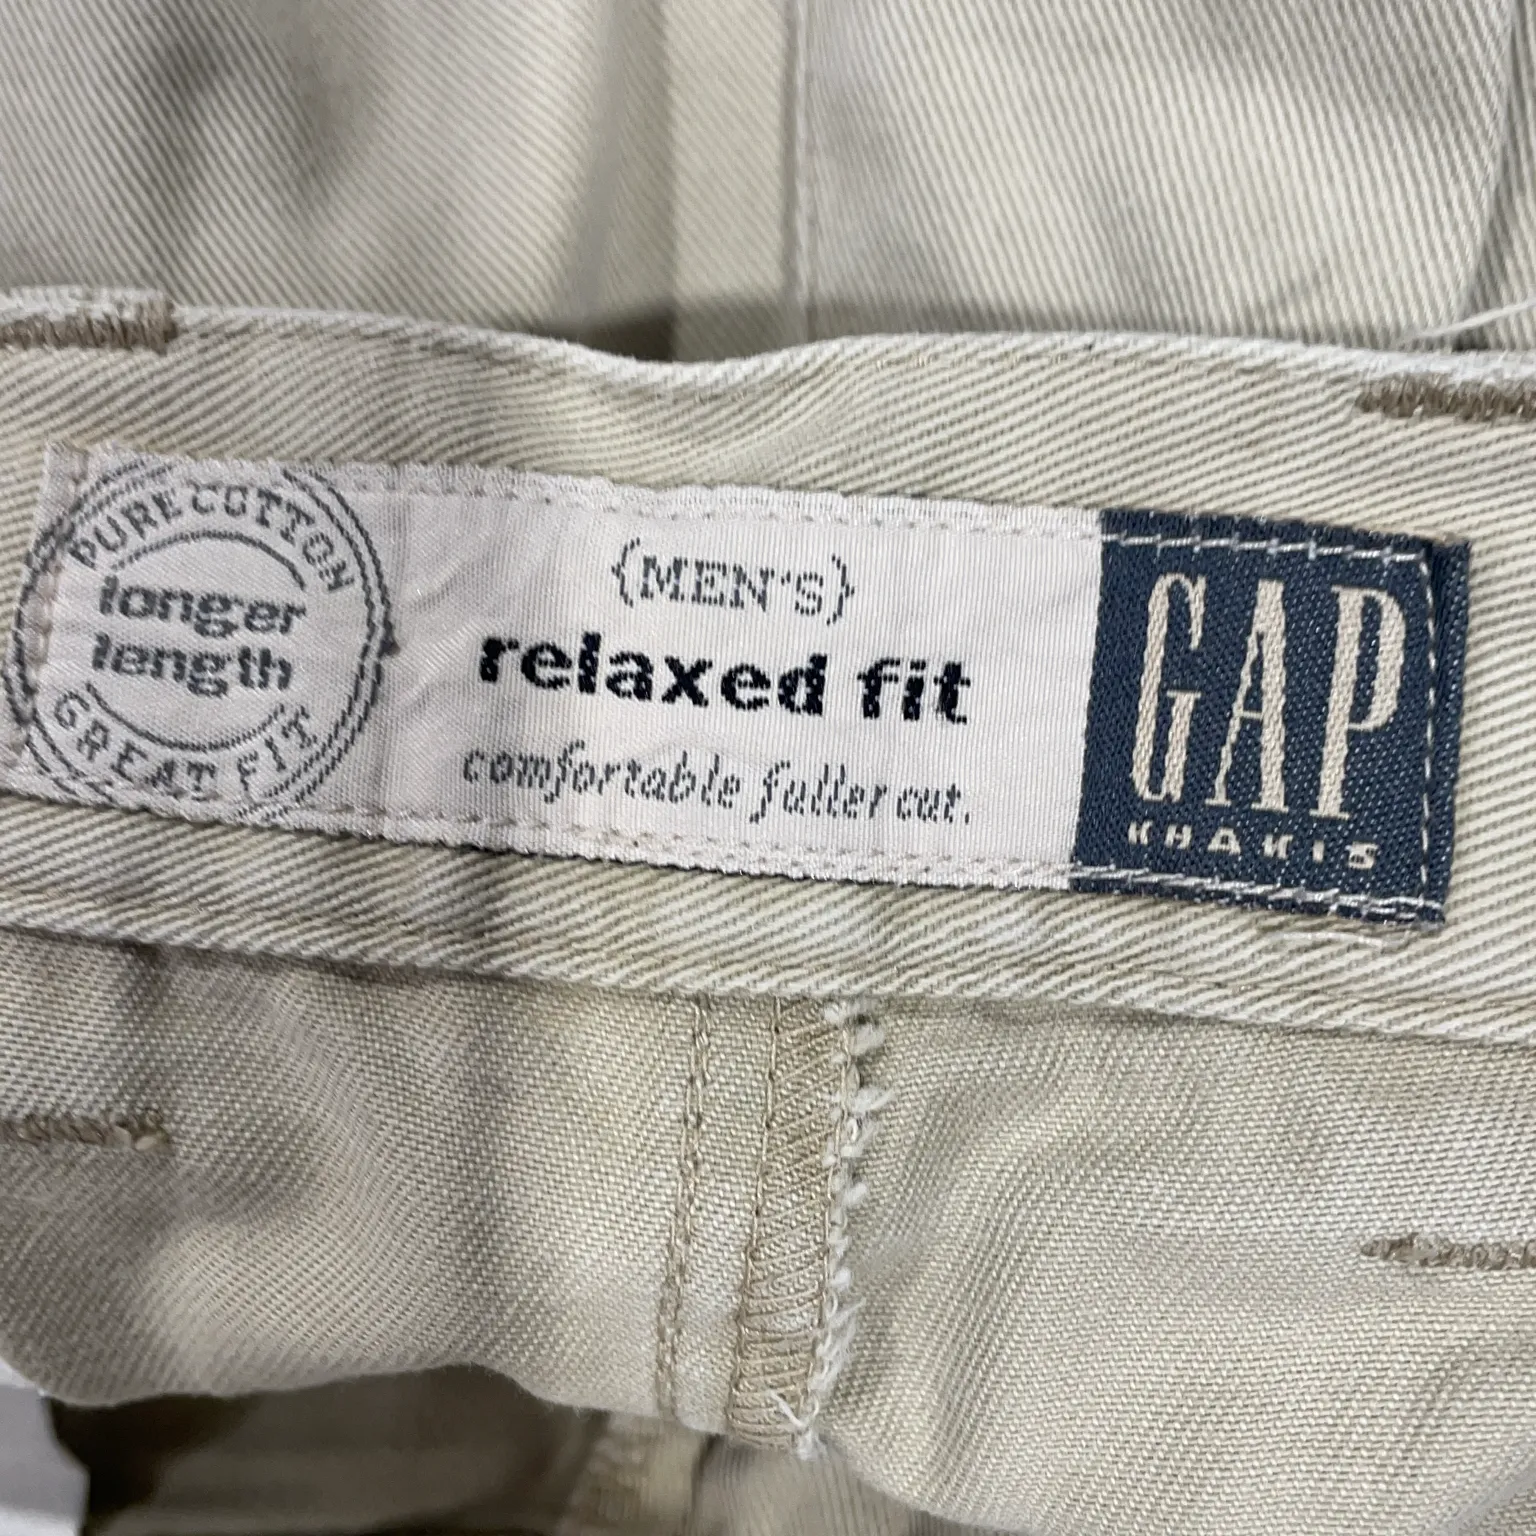 PURE COTTON
longer
length
GREAT FIT
{MEN'S}
relaxed fit
comfortable fuller cut.
GAP
KHAKIS